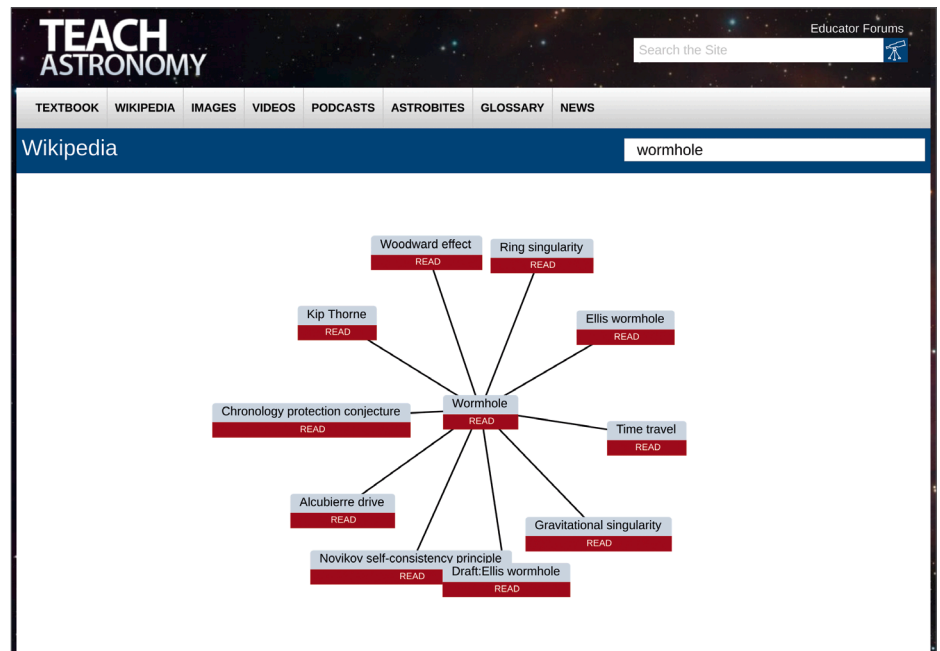 TEACH
ASTRONOMY
Educator Forums
Search the Site
TEXTBOOK WIKIPEDIA IMAGES VIDEOS PODCASTS ASTROBITES GLOSSARY NEWS
Wikipedia
wormhole
Woodward effect
READ
Ring singularity
READ
Kip Thorne
READ
Ellis wormhole
READ
Wormhole
READ
Chronology protection conjecture
READ
Time travel
READ
Alcubierre drive
READ
Gravitational singularity
READ
Novikov self-consistency principle
READ
Draft:Ellis wormhole
READ